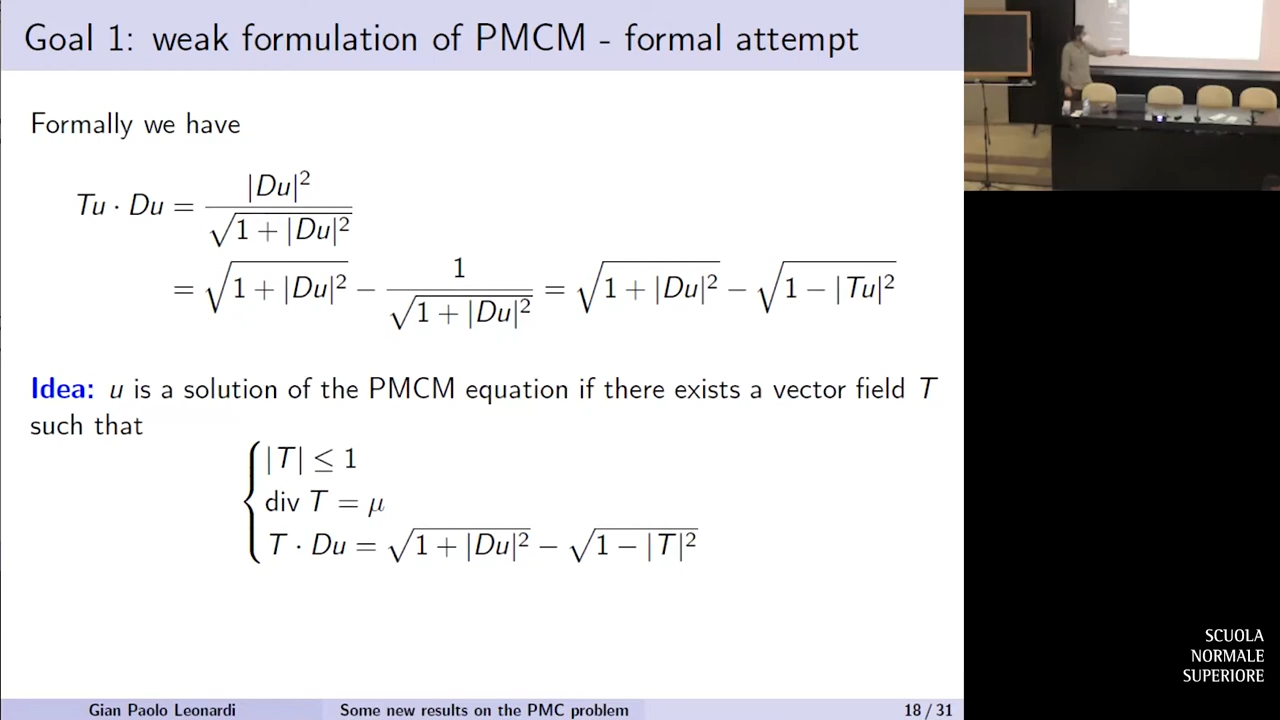 Goal 1: weak formulation of PMCM - formal attempt
Formally we have
Tu · Du = |Du|² / √(1 + |Du|²)
= √(1 + |Du|²) − 1 / √(1 + |Du|²) = √(1 + |Du|²) − √(1 − |Tu|²)
Idea: u is a solution of the PMCM equation if there exists a vector field T
such that
|T| ≤ 1
div T = μ
T · Du = √(1 + |Du|²) − √(1 − |T|²)
SCUOLA
NORMALE
SUPERIORE
Gian Paolo Leonardi Some new results on the PMC problem 18 / 31